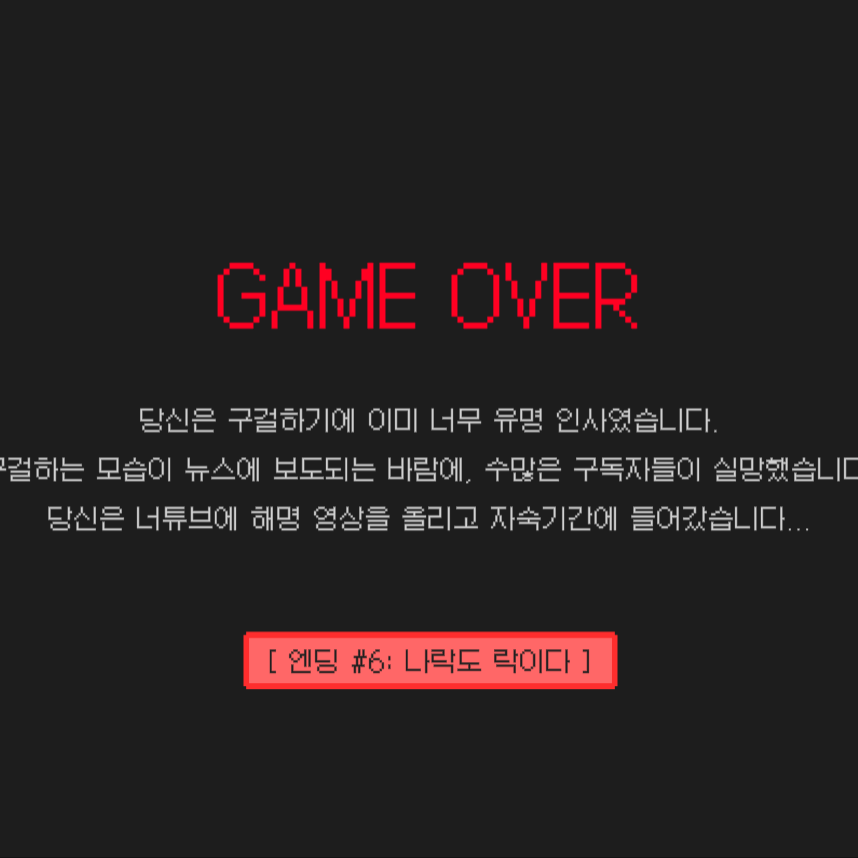 GAME OVER
당신은 구걸하기에 이미 너무 유명 인사였습니다.
구걸하는 모습이 뉴스에 보도되는 바람에, 수많은 구독자들이 실망했습니다
당신은 너튜브에 해명 영상을 올리고 자숙기간에 들어갔습니다...
[ 엔딩 #6: 나락도 락이다 ]